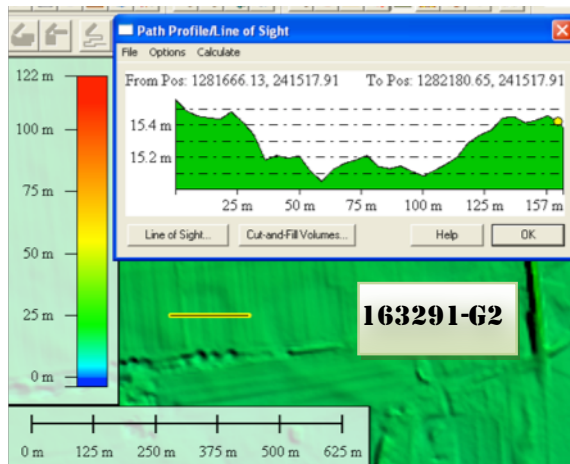 Path Profile/Line of Sight
File Options Calculate
From Pos: 1281666.13, 241517.91 To Pos: 1282180.65, 241517.91
15.4 m
15.2 m
25 m 50 m 75 m 100 m 125 m 157 m
Line of Sight... Cut-and-Fill Volumes... Help OK
122 m
100 m
75 m
50 m
25 m
0 m
163291-G2
0 m 125 m 250 m 375 m 500 m 625 m